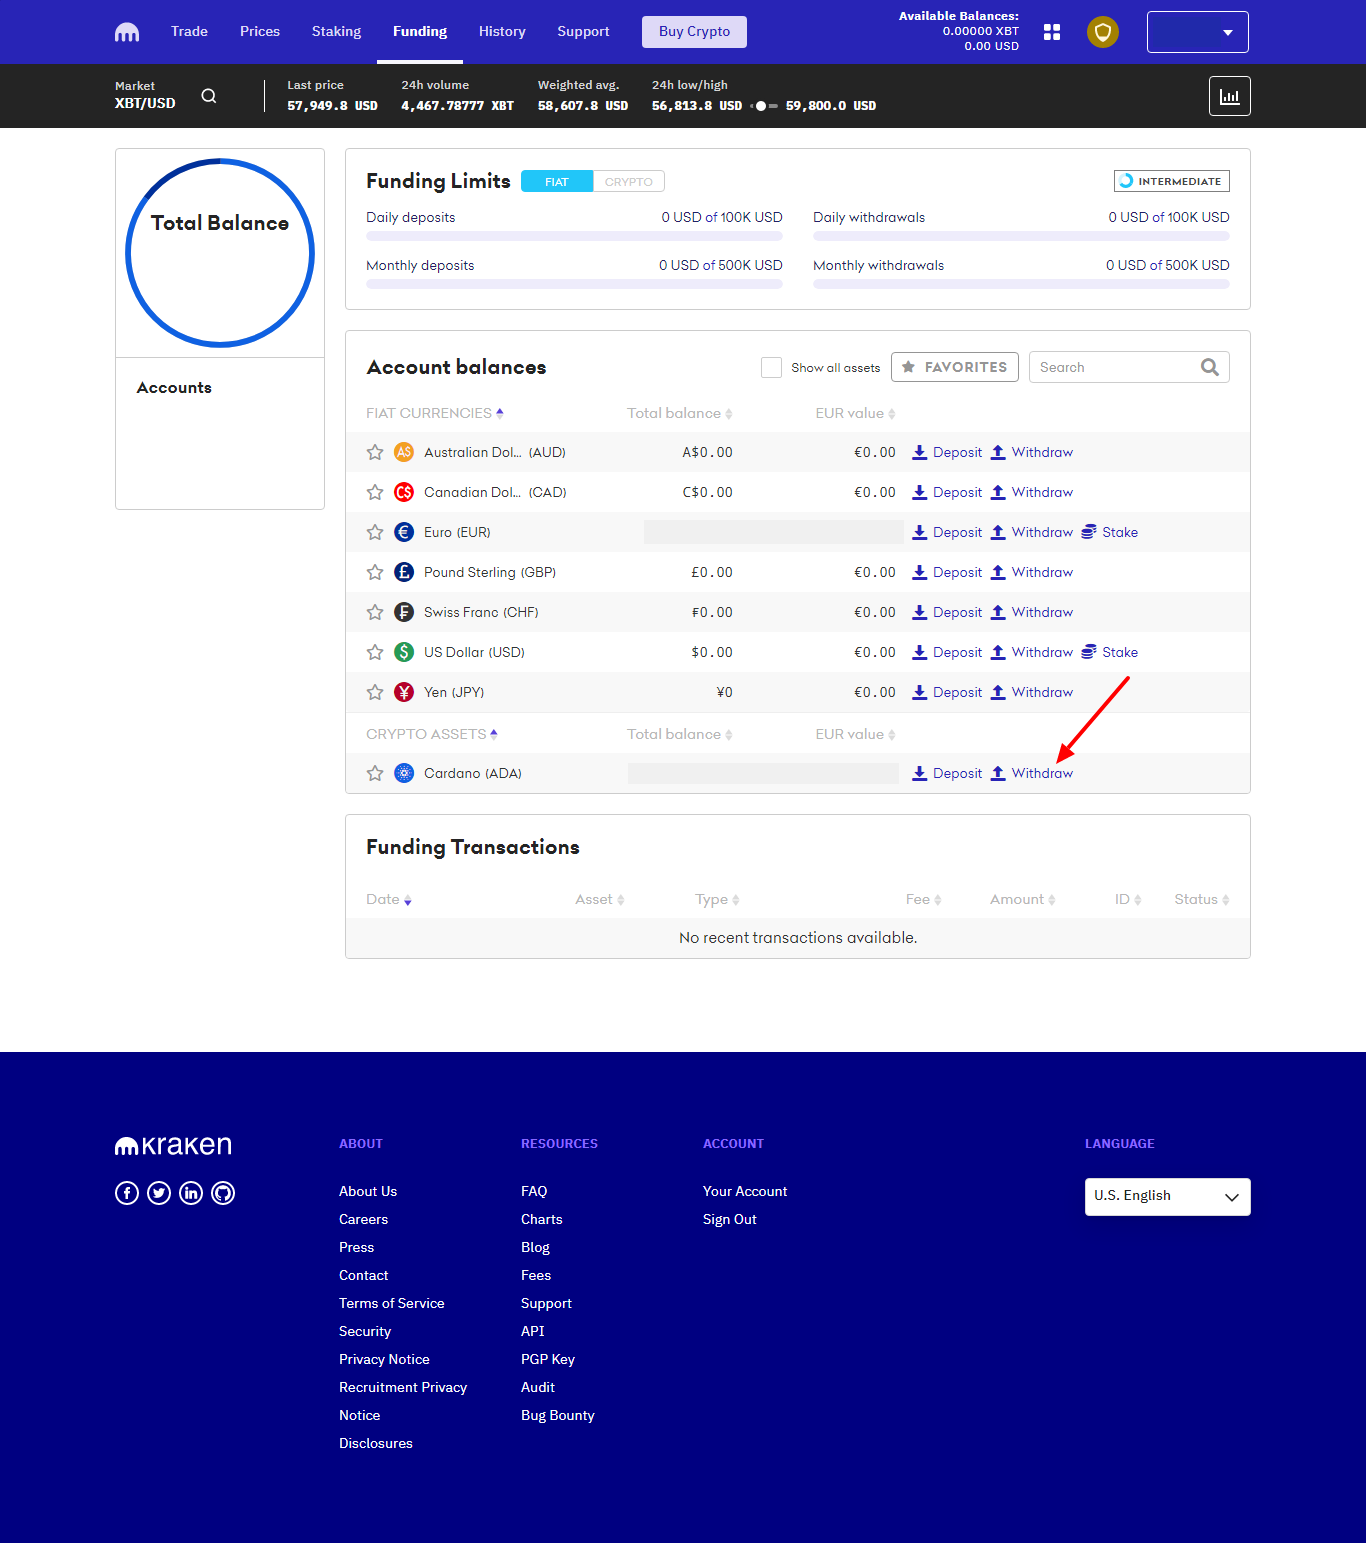 Trade Prices Staking Funding History Support Buy Crypto
Available Balances:
0.00000 XBT
0.00 USD
Market
XBT/USD
Last price
57,949.8 USD
24h volume
4,467.78777 XBT
Weighted avg.
58,607.8 USD
24h low/high
56,813.8 USD 59,800.0 USD
Total Balance
Accounts
Funding Limits FIAT CRYPTO INTERMEDIATE
Daily deposits 0 USD of 100K USD Daily withdrawals 0 USD of 100K USD
Monthly deposits 0 USD of 500K USD Monthly withdrawals 0 USD of 500K USD
Account balances Show all assets FAVORITES Search
FIAT CURRENCIES Total balance EUR value
A$ Australian Dol... (AUD) A$0.00 €0.00 Deposit Withdraw
C$ Canadian Dol... (CAD) C$0.00 €0.00 Deposit Withdraw
€ Euro (EUR) Deposit Withdraw Stake
£ Pound Sterling (GBP) £0.00 €0.00 Deposit Withdraw
₣ Swiss Franc (CHF) ₣0.00 €0.00 Deposit Withdraw
$ US Dollar (USD) $0.00 €0.00 Deposit Withdraw Stake
¥ Yen (JPY) ¥0 €0.00 Deposit Withdraw
CRYPTO ASSETS Total balance EUR value
Cardano (ADA) Deposit Withdraw
Funding Transactions
Date Asset Type Fee Amount ID Status
No recent transactions available.
kraken
ABOUT
About Us
Careers
Press
Contact
Terms of Service
Security
Privacy Notice
Recruitment Privacy
Notice
Disclosures
RESOURCES
FAQ
Charts
Blog
Fees
Support
API
PGP Key
Audit
Bug Bounty
ACCOUNT
Your Account
Sign Out
LANGUAGE
U.S. English